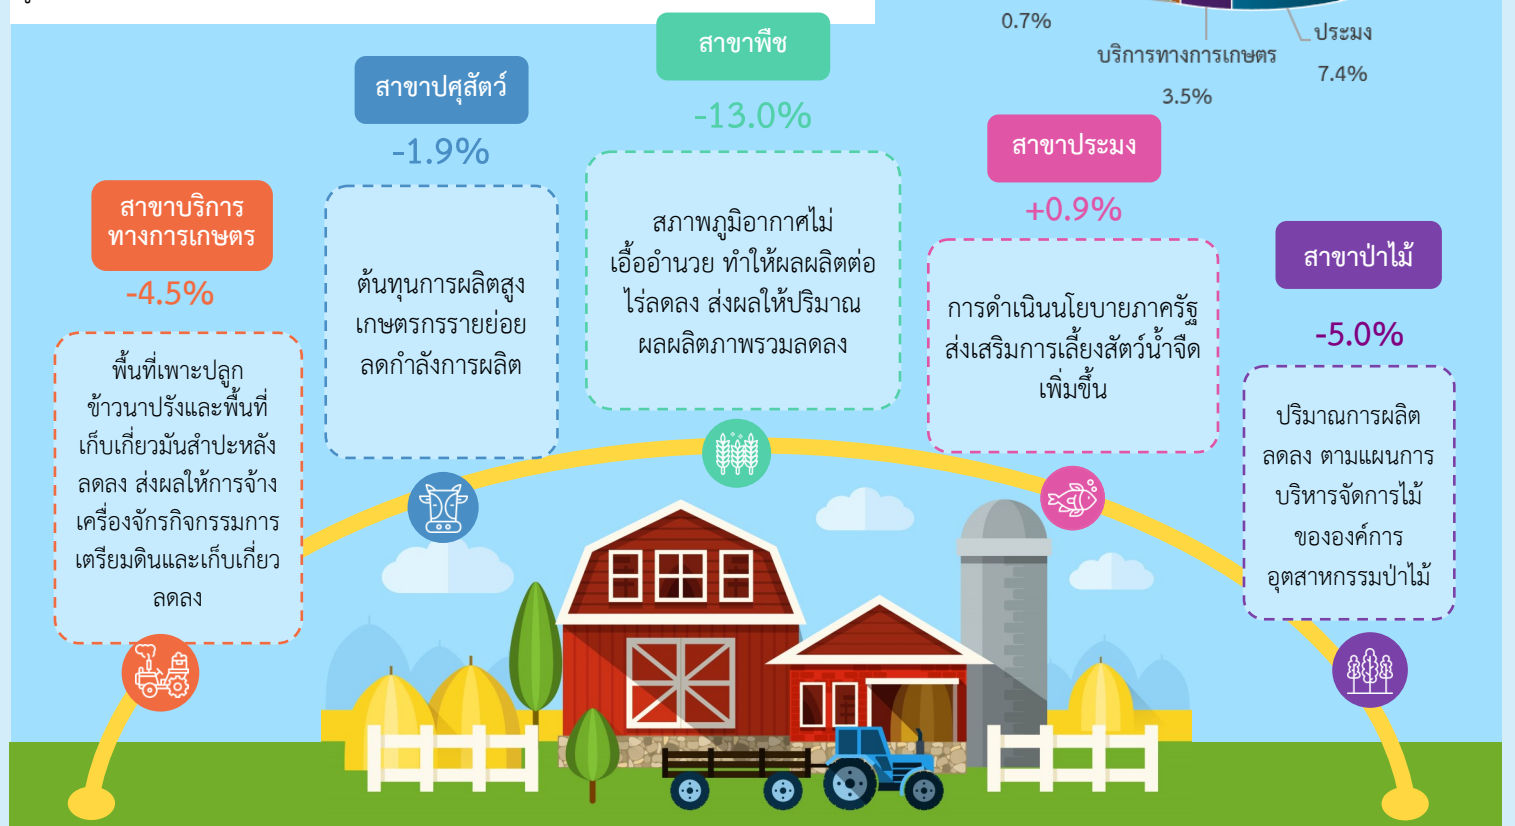 0.7%
บริการทางการเกษตร
3.5%
ประมง
7.4%
สาขาบริการ
ทางการเกษตร
-4.5%
พื้นที่เพาะปลูก
ข้าวนาปรังและพื้นที่
เก็บเกี่ยวมันสำปะหลัง
ลดลง ส่งผลให้การจ้าง
เครื่องจักรกิจกรรมการ
เตรียมดินและเก็บเกี่ยว
ลดลง
สาขาปศุสัตว์
-1.9%
ต้นทุนการผลิตสูง
เกษตรกรรายย่อย
ลดกำลังการผลิต
สาขาพืช
-13.0%
สภาพภูมิอากาศไม่
เอื้ออำนวย ทำให้ผลผลิตต่อ
ไร่ลดลง ส่งผลให้ปริมาณ
ผลผลิตภาพรวมลดลง
สาขาประมง
+0.9%
การดำเนินนโยบายภาครัฐ
ส่งเสริมการเลี้ยงสัตว์น้ำจืด
เพิ่มขึ้น
สาขาป่าไม้
-5.0%
ปริมาณการผลิต
ลดลง ตามแผนการ
บริหารจัดการไม้
ขององค์การ
อุตสาหกรรมป่าไม้